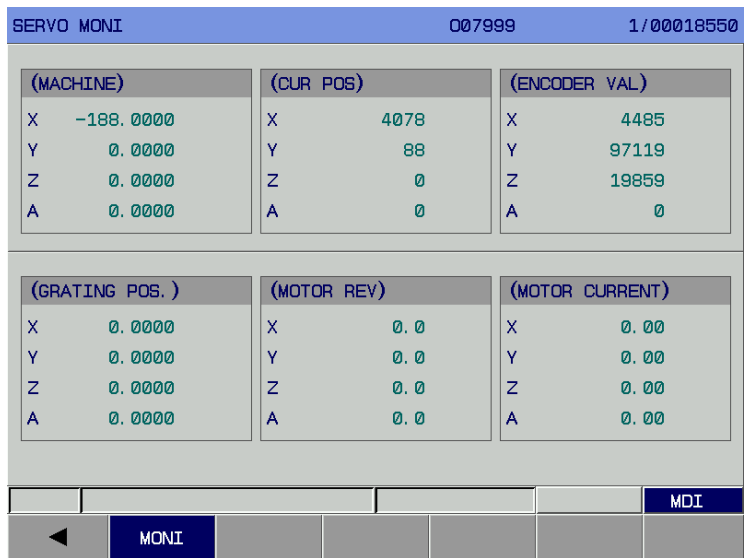 SERVO MONI O07999 1/00018550
(MACHINE) (CUR POS) (ENCODER VAL)
X -188.0000 X 4078 X 4485
Y 0.0000 Y 88 Y 97119
Z 0.0000 Z 0 Z 19859
A 0.0000 A 0 A 0
(GRATING POS.) (MOTOR REV) (MOTOR CURRENT)
X 0.0000 X 0.0 X 0.00
Y 0.0000 Y 0.0 Y 0.00
Z 0.0000 Z 0.0 Z 0.00
A 0.0000 A 0.0 A 0.00
MDI
MONI